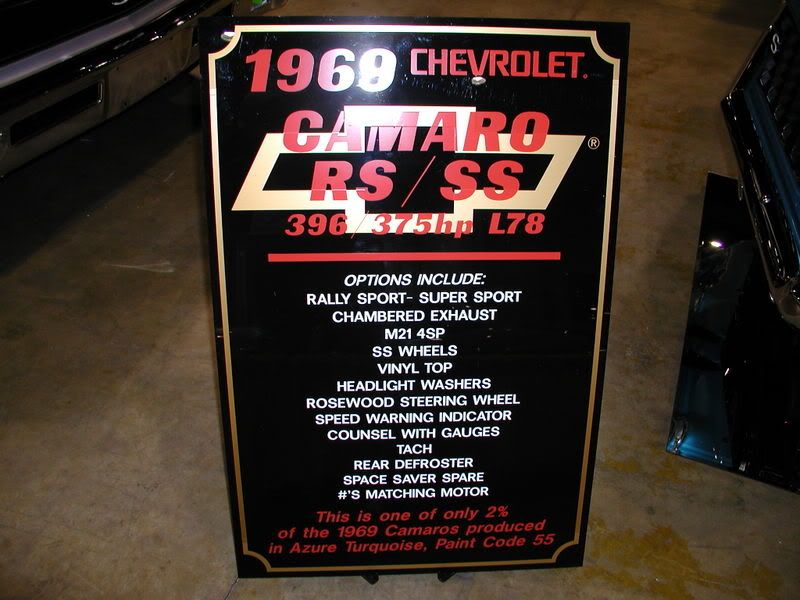 1969 CHEVROLET.
CAMARO
®
RS/SS
396/375hp L78
OPTIONS INCLUDE:
RALLY SPORT- SUPER SPORT
CHAMBERED EXHAUST
M21 4SP
SS WHEELS
VINYL TOP
HEADLIGHT WASHERS
ROSEWOOD STEERING WHEEL
SPEED WARNING INDICATOR
COUNSEL WITH GAUGES
TACH
REAR DEFROSTER
SPACE SAVER SPARE
#'S MATCHING MOTOR
This is one of only 2%
of the 1969 Camaros produced
in Azure Turquoise, Paint Code 55